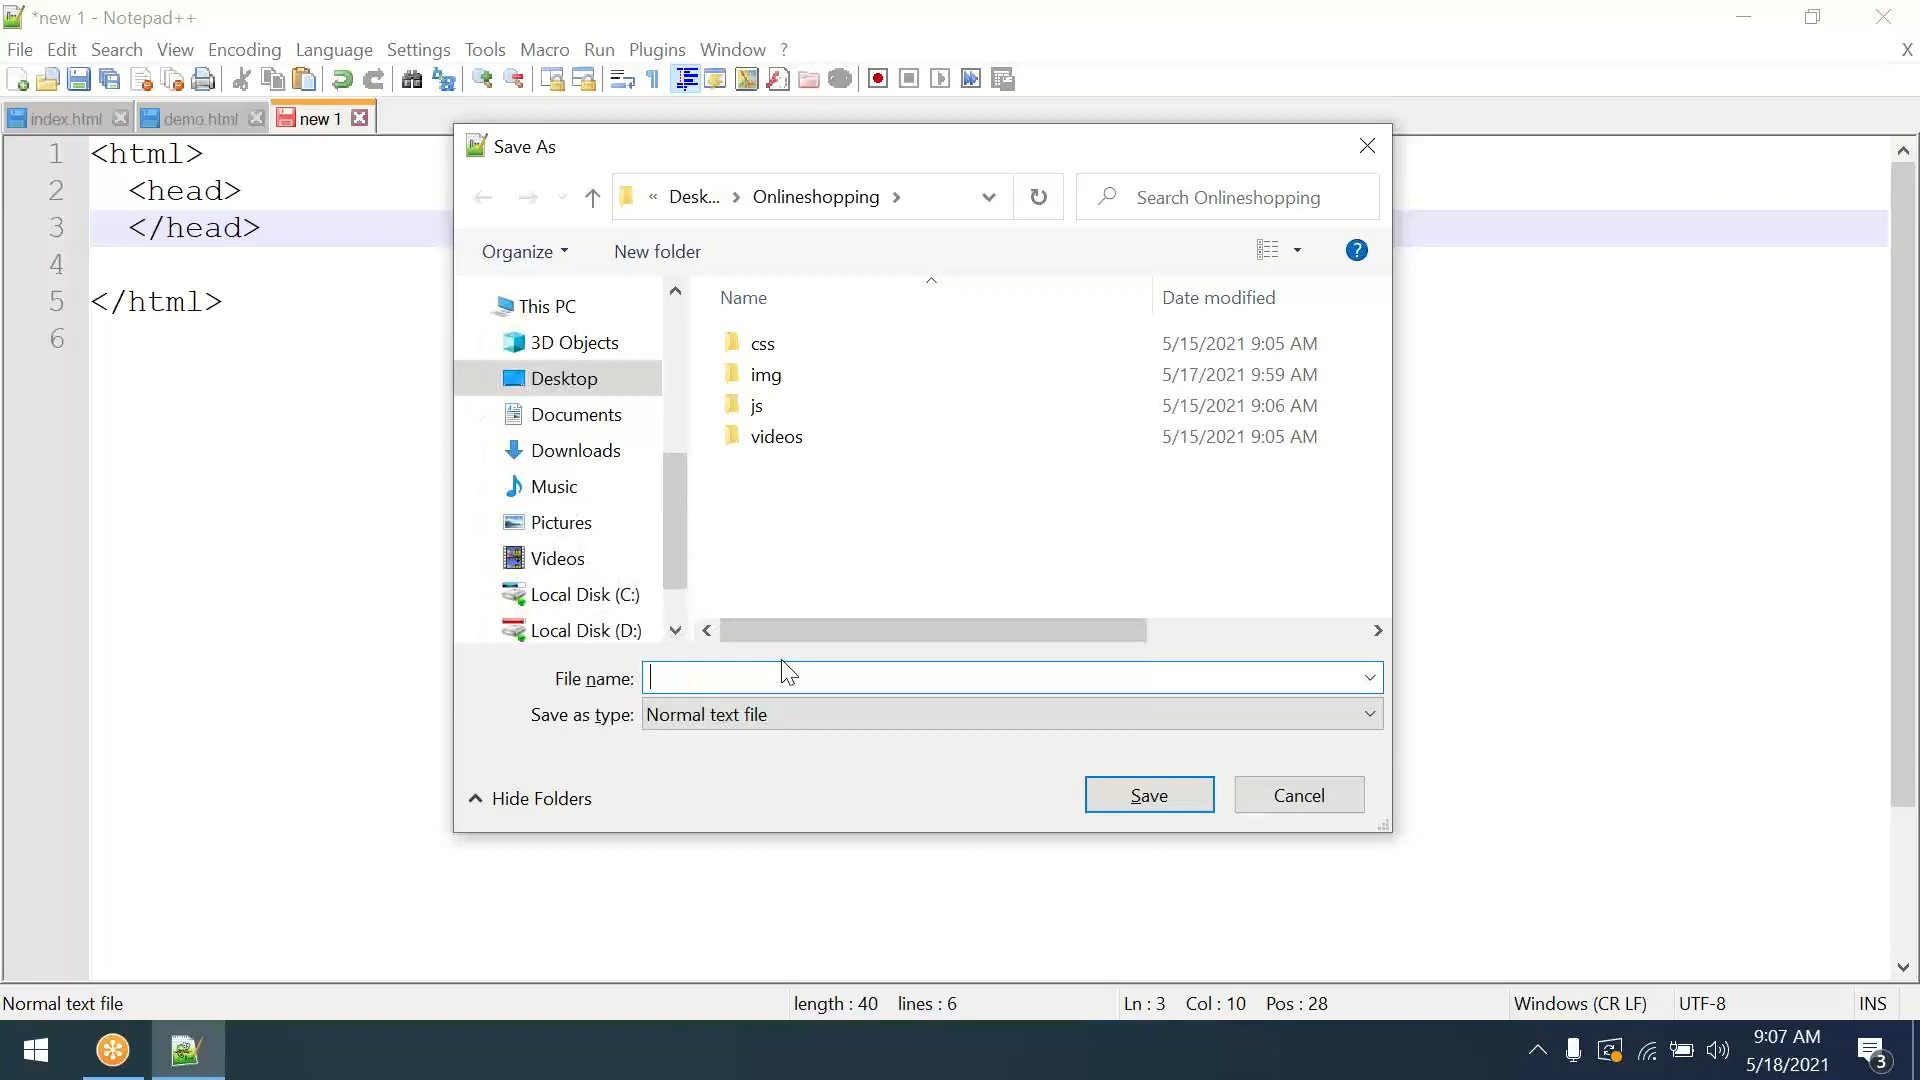 *new 1 - Notepad++
File Edit Search View Encoding Language Settings Tools Macro Run Plugins Window ? X
index.html demo.html new 1
1 <html>
2 <head>
3 </head>
4
5 </html>
6
Save As
« Desk... › Onlineshopping ›
Search Onlineshopping
Organize New folder ?
Name Date modified
This PC
3D Objects
Desktop
Documents
Downloads
Music
Pictures
Videos
Local Disk (C:)
Local Disk (D:)
css 5/15/2021 9:05 AM
img 5/17/2021 9:59 AM
js 5/15/2021 9:06 AM
videos 5/15/2021 9:05 AM
File name:
Save as type: Normal text file
Hide Folders Save Cancel
Normal text file length : 40 lines : 6 Ln : 3 Col : 10 Pos : 28 Windows (CR LF) UTF-8 INS
9:07 AM
5/18/2021
3